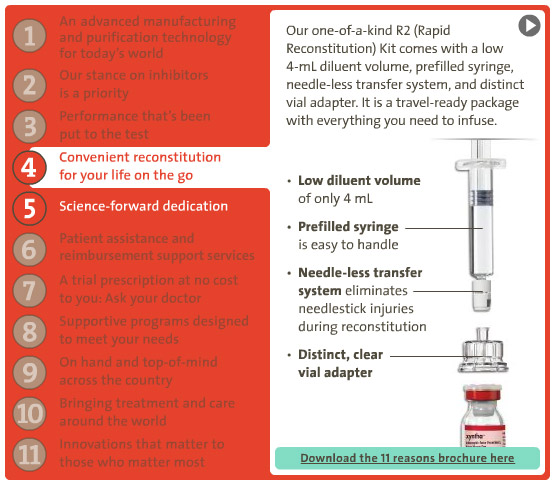 1
An advanced manufacturing
and purification technology
for today's world
2
Our stance on inhibitors
is a priority
3
Performance that's been
put to the test
4
Convenient reconstitution
for your life on the go
5
Science-forward dedication
6
Patient assistance and
reimbursement support services
7
A trial prescription at no cost
to you: Ask your doctor
8
Supportive programs designed
to meet your needs
9
On hand and top-of-mind
across the country
10
Bringing treatment and care
around the world
11
Innovations that matter to
those who matter most
Our one-of-a-kind R2 (Rapid
Reconstitution) Kit comes with a low
4-mL diluent volume, prefilled syringe,
needle-less transfer system, and distinct
vial adapter. It is a travel-ready package
with everything you need to infuse.
• Low diluent volume
of only 4 mL
• Prefilled syringe
is easy to handle
• Needle-less transfer
system eliminates
needlestick injuries
during reconstitution
• Distinct, clear
vial adapter
xyntha
Download the 11 reasons brochure here